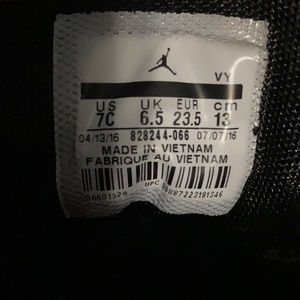 VY
US UK EUR cm
7C 6.5 23.5 13
04/13/16 828244-066 07/07/16
MADE IN VIETNAM
FABRIQUE AU VIETNAM
UPC